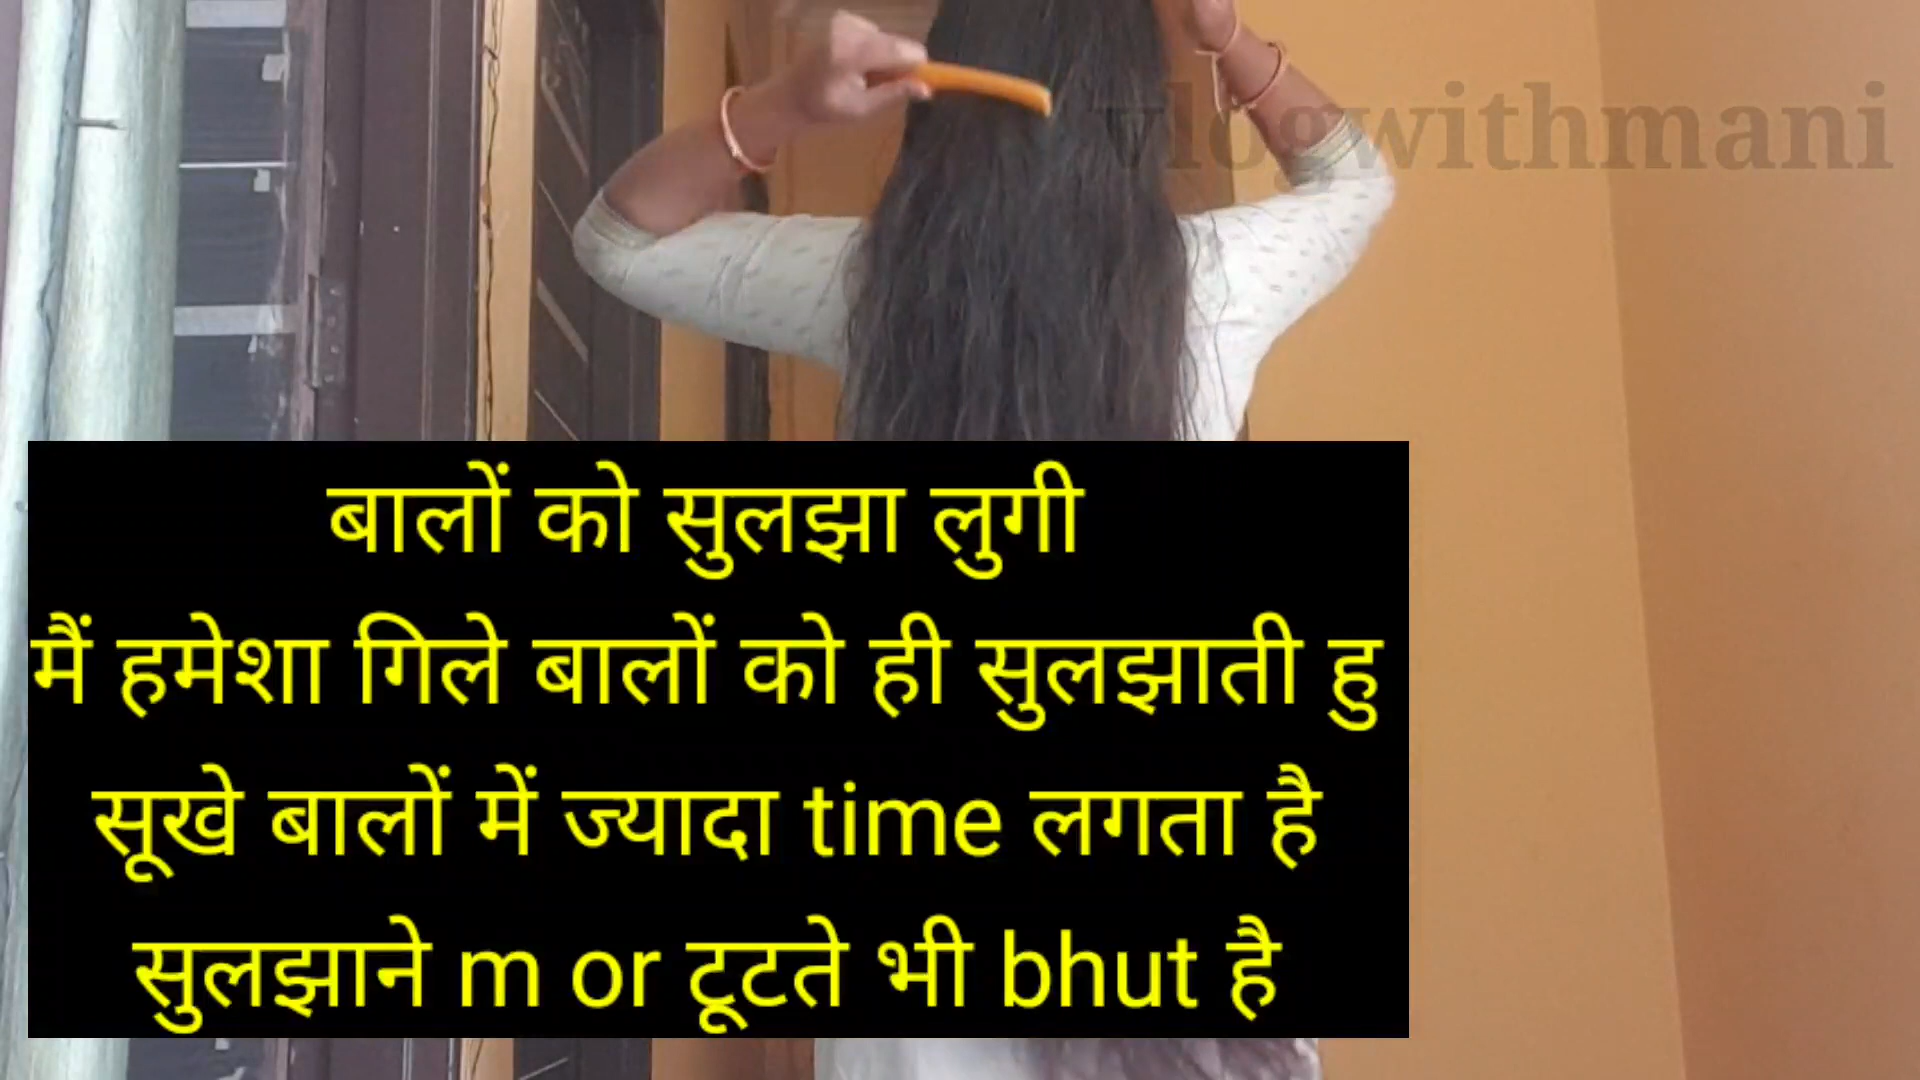 vlogwithmani
बालों को सुलझा लुगी
मैं हमेशा गिले बालों को ही सुलझाती हु
सूखे बालों में ज्यादा time लगता है
सुलझाने m or टूटते भी bhut है